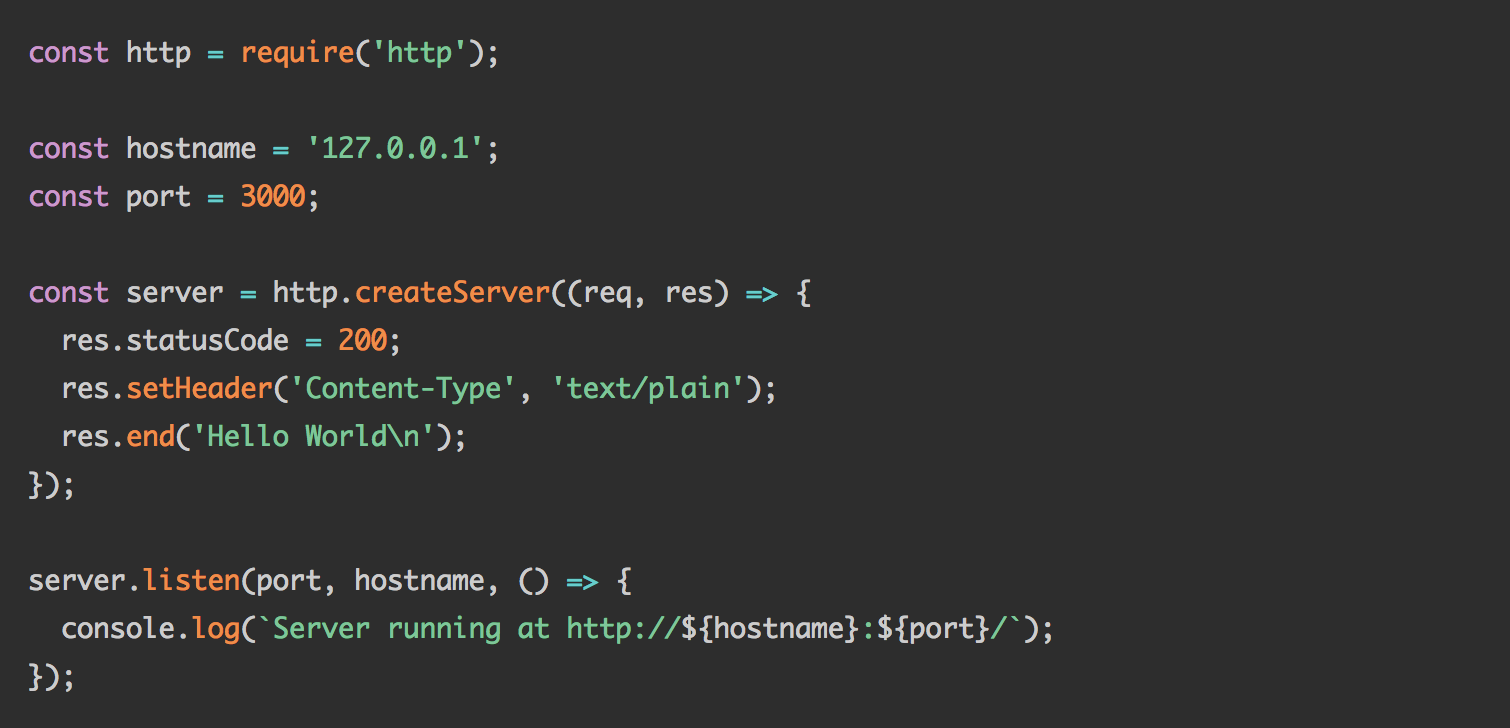 const http = require('http');

const hostname = '127.0.0.1';
const port = 3000;

const server = http.createServer((req, res) => {
  res.statusCode = 200;
  res.setHeader('Content-Type', 'text/plain');
  res.end('Hello World\n');
});

server.listen(port, hostname, () => {
  console.log(`Server running at http://${hostname}:${port}/`);
});